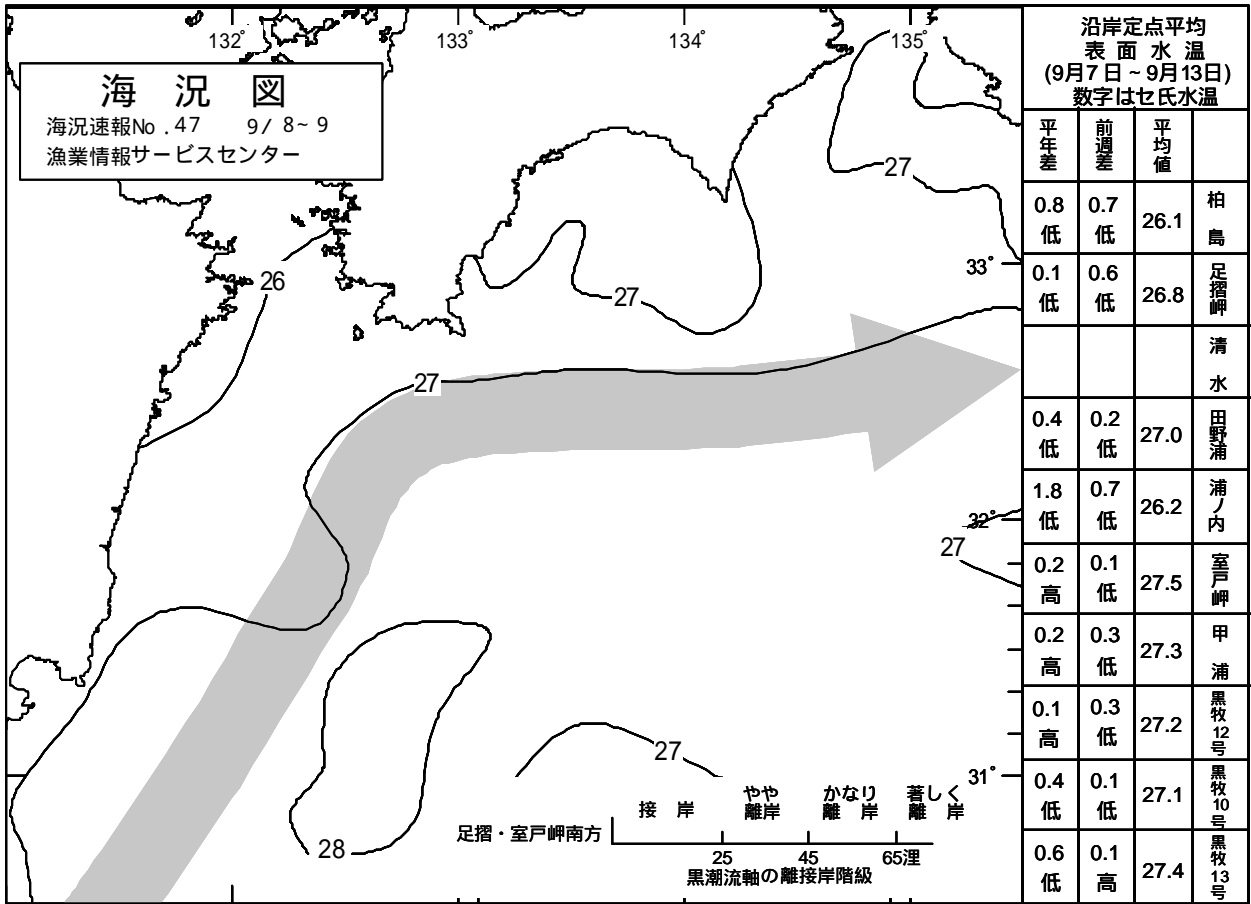 132° 133° 134° 135°
海 況 図
海況速報No.47 9/8~9
漁業情報サービスセンター
27
33°
26
27
27
32°
27
27
31°
28
接 岸 やや離岸 かなり離 岸 著しく離 岸
足摺・室戸岬南方
25 45 65浬
黒潮流軸の離接岸階級
沿岸定点平均
表 面 水 温
(9月7日~9月13日)
数字はセ氏水温
平年差 前週差 平均値
0.8低 0.7低 26.1 柏島
0.1低 0.6低 26.8 足摺岬
清水
0.4低 0.2低 27.0 田野浦
1.8低 0.7低 26.2 浦ノ内
0.2高 0.1低 27.5 室戸岬
0.2高 0.3低 27.3 甲浦
0.1高 0.3低 27.2 黒牧12号
0.4低 0.1低 27.1 黒牧10号
0.6低 0.1高 27.4 黒牧13号